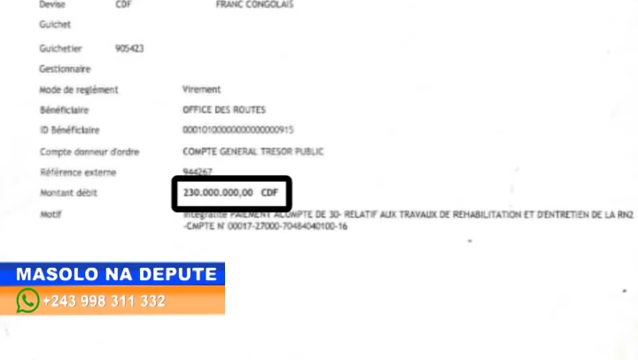 Devise CDF FRANC CONGOLAIS
Guichet
Guichetier 905423
Gestionnaire
Mode de reglément Virement
Bénéficiaire OFFICE DES ROUTES
ID Bénéficiaire
Compte donneur d'ordre COMPTE GENERAL TRESOR PUBLIC
Référence externe 944267
Montant débit 230.000.000,00 CDF
Motif Intégralité PAIEMENT ACOMPTE DE 30- RELATIF AUX TRAVAUX DE REHABILITATION ET D'ENTRETIEN DE LA RN2
-CMPTE N° 00017-27000-70484040100-16
MASOLO NA DEPUTE
+243 998 311 332